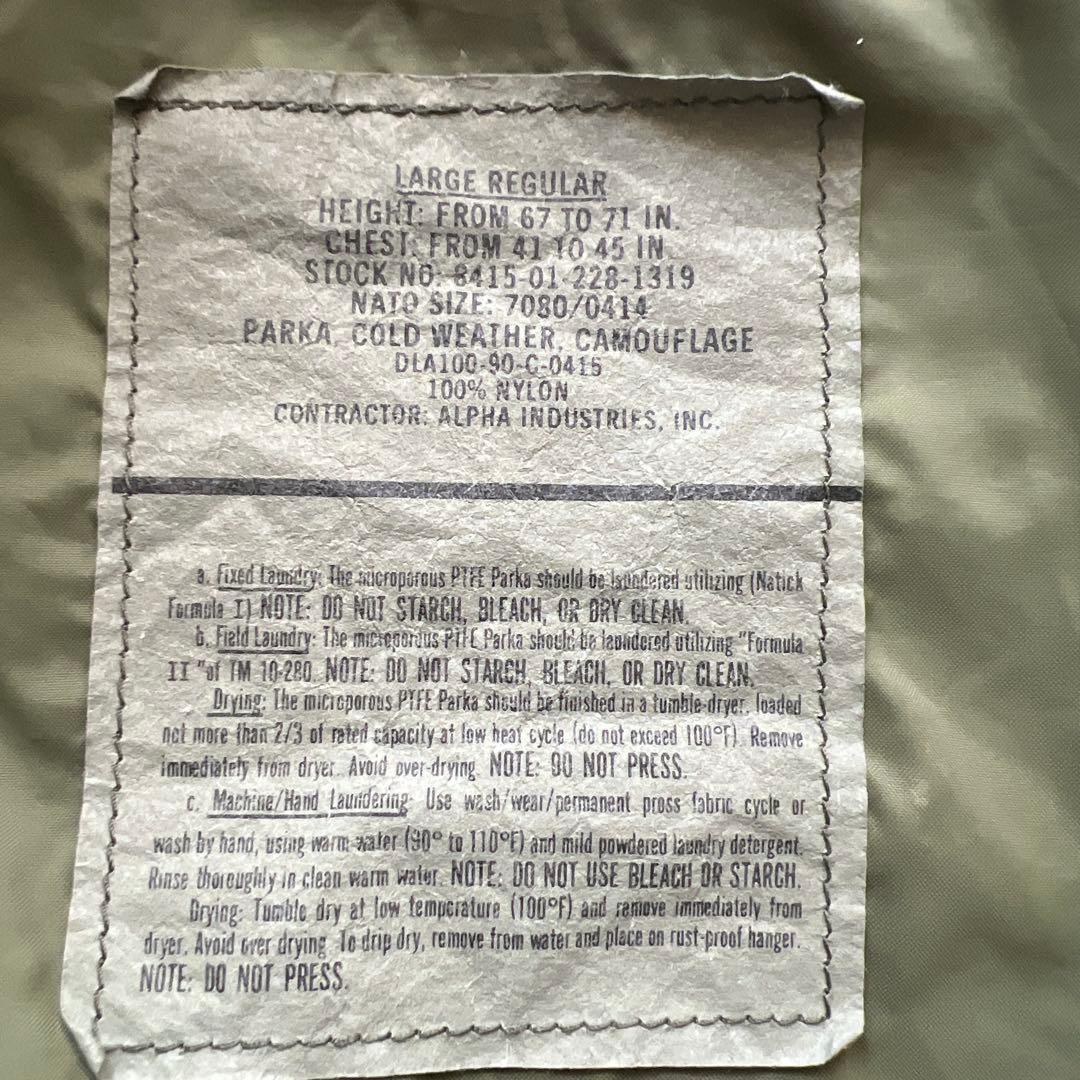 LARGE REGULAR
HEIGHT: FROM 67 TO 71 IN.
CHEST: FROM 41 TO 45 IN
STOCK NO: 8415-01-228-1319
NATO SIZE: 7080/0414
PARKA, COLD WEATHER, CAMOUFLAGE
DLA100-90-C-0415
100% NYLON
CONTRACTOR: ALPHA INDUSTRIES, INC.
a. Fixed Laundry: The microporous PTFE Parka should be laundered utilizing (Natick
Formula I) NOTE: DO NOT STARCH, BLEACH, OR DRY CLEAN.
b. Field Laundry: The microporous PTFE Parka should be laundered utilizing "Formula
II "of TM 10-280. NOTE: DO NOT STARCH, BLEACH, OR DRY CLEAN.
Drying: The microporous PTFE Parka should be finished in a tumble-dryer, loaded
not more than 2/3 of rated capacity at low heat cycle (do not exceed 100°F). Remove
immediately from dryer. Avoid over-drying. NOTE: DO NOT PRESS.
c. Machine/Hand Laundering: Use wash/wear/permanent press fabric cycle or
wash by hand, using warm water (90° to 110°F) and mild powdered laundry detergent.
Rinse thoroughly in clean warm water. NOTE: DO NOT USE BLEACH OR STARCH.
Drying: Tumble dry at low temperature (100°F) and remove immediately from
dryer. Avoid over drying. To drip dry, remove from water and place on rust-proof hanger.
NOTE: DO NOT PRESS.